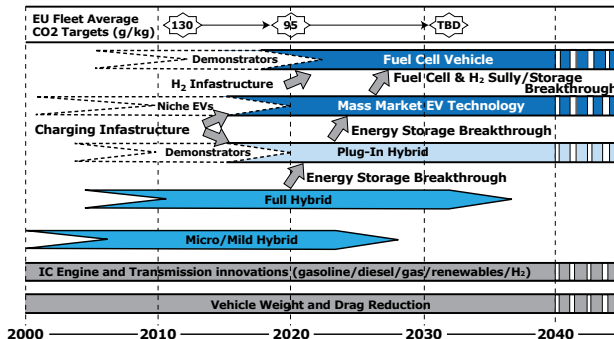 EU Fleet Average
CO2 Targets (g/kg)
130
95
TBD
Demonstrators
Fuel Cell Vehicle
H2 Infastructure
Fuel Cell & H2 Sully/Storage
Breakthrough
Niche EVs
Mass Market EV Technology
Charging Infastructure
Energy Storage Breakthrough
Demonstrators
Plug-In Hybrid
Energy Storage Breakthrough
Full Hybrid
Micro/Mild Hybrid
IC Engine and Transmission innovations (gasoline/diesel/gas/renewables/H2)
Vehicle Weight and Drag Reduction
2000 2010 2020 2030 2040